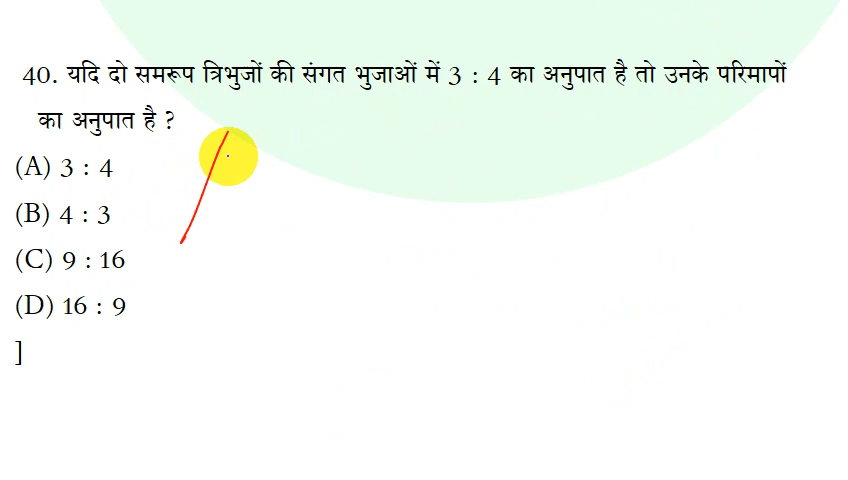 40. यदि दो समरूप त्रिभुजों की संगत भुजाओं में 3 : 4 का अनुपात है तो उनके परिमापों
का अनुपात है ?
(A) 3 : 4
(B) 4 : 3
(C) 9 : 16
(D) 16 : 9
]